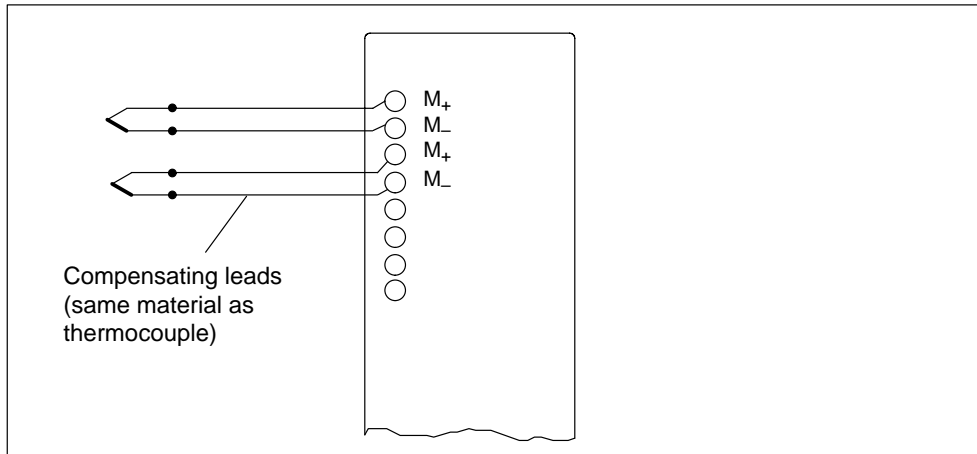 M+
M–
M+
M–
Compensating leads
(same material as
thermocouple)